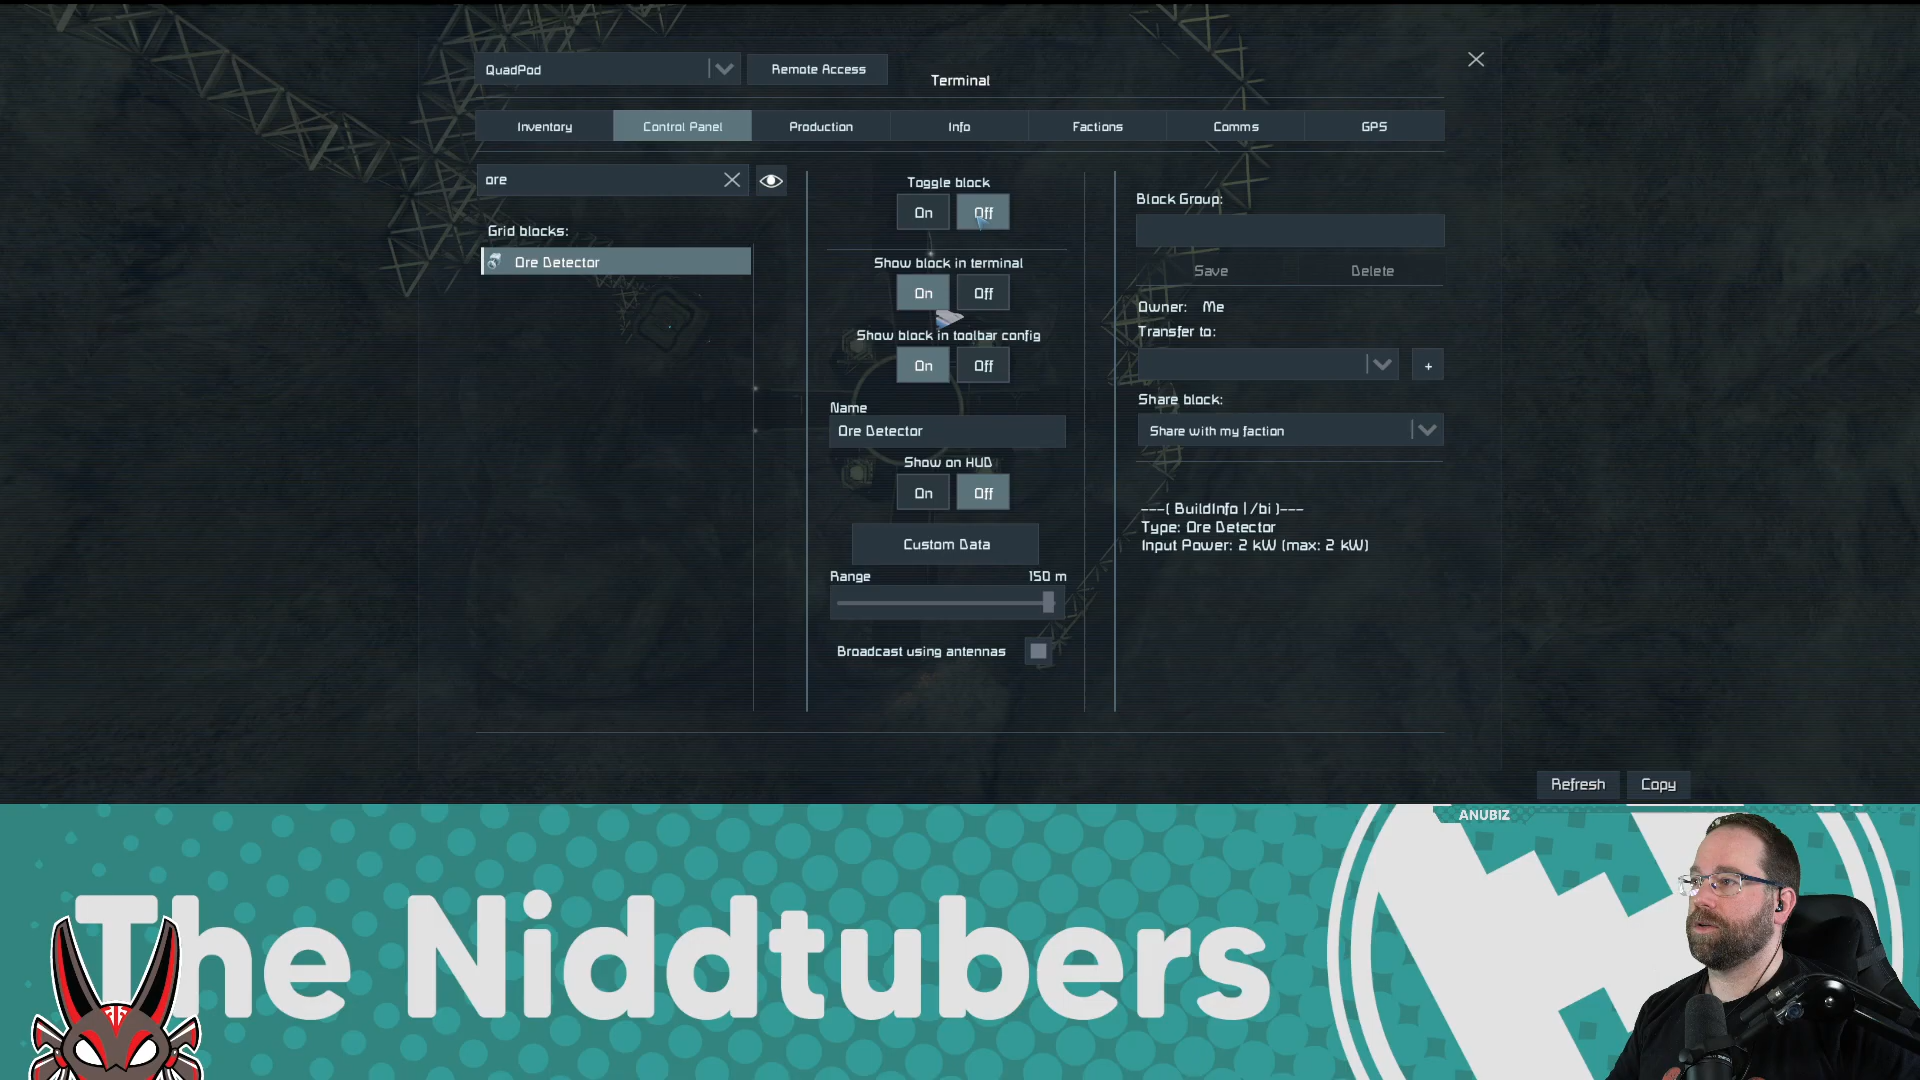 QuadPod
Remote Access
Terminal
Inventory
Control Panel
Production
Info
Factions
Comms
GPS
ore
Grid blocks:
Ore Detector
Toggle block
On
Off
Show block in terminal
On
Off
Show block in toolbar config
On
Off
Name
Ore Detector
Show on HUD
On
Off
Custom Data
Range
150 m
Broadcast using antennas
Block Group:
Save
Delete
Owner: Me
Transfer to:
+
Share block:
Share with my faction
---( BuildInfo | /bi )---
Type: Ore Detector
Input Power: 2 kW (max: 2 kW)
Refresh
Copy
ANUBIZ
The Niddtubers